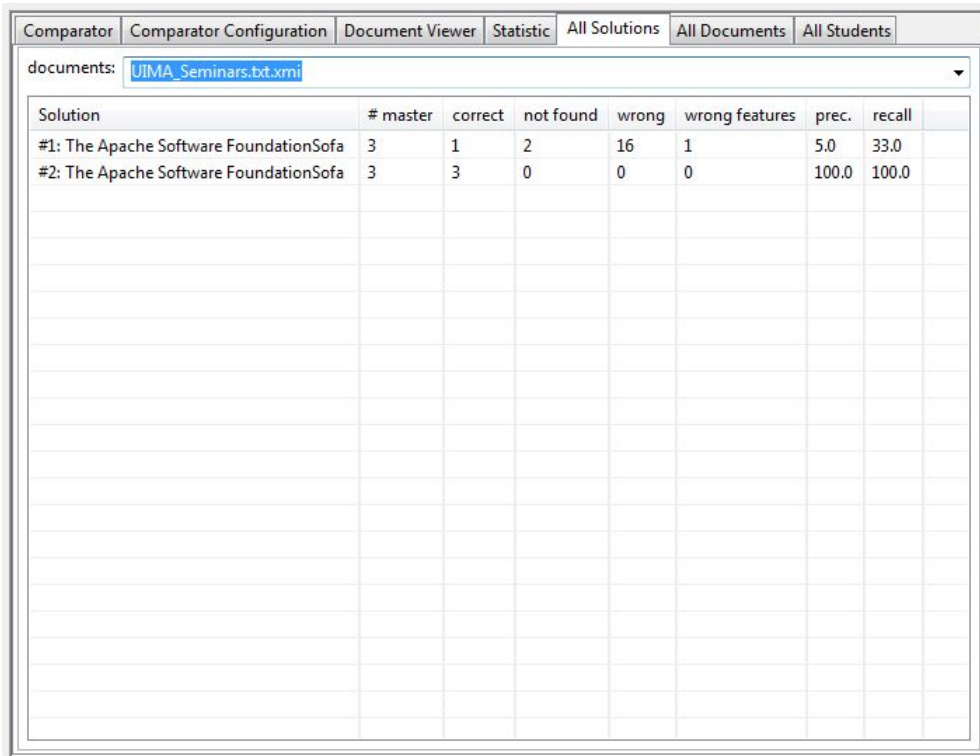 Comparator Comparator Configuration Document Viewer Statistic All Solutions All Documents All Students
documents: UIMA_Seminars.txt.xmi
Solution # master correct not found wrong wrong features prec. recall
#1: The Apache Software FoundationSofa 3 1 2 16 1 5.0 33.0
#2: The Apache Software FoundationSofa 3 3 0 0 0 100.0 100.0